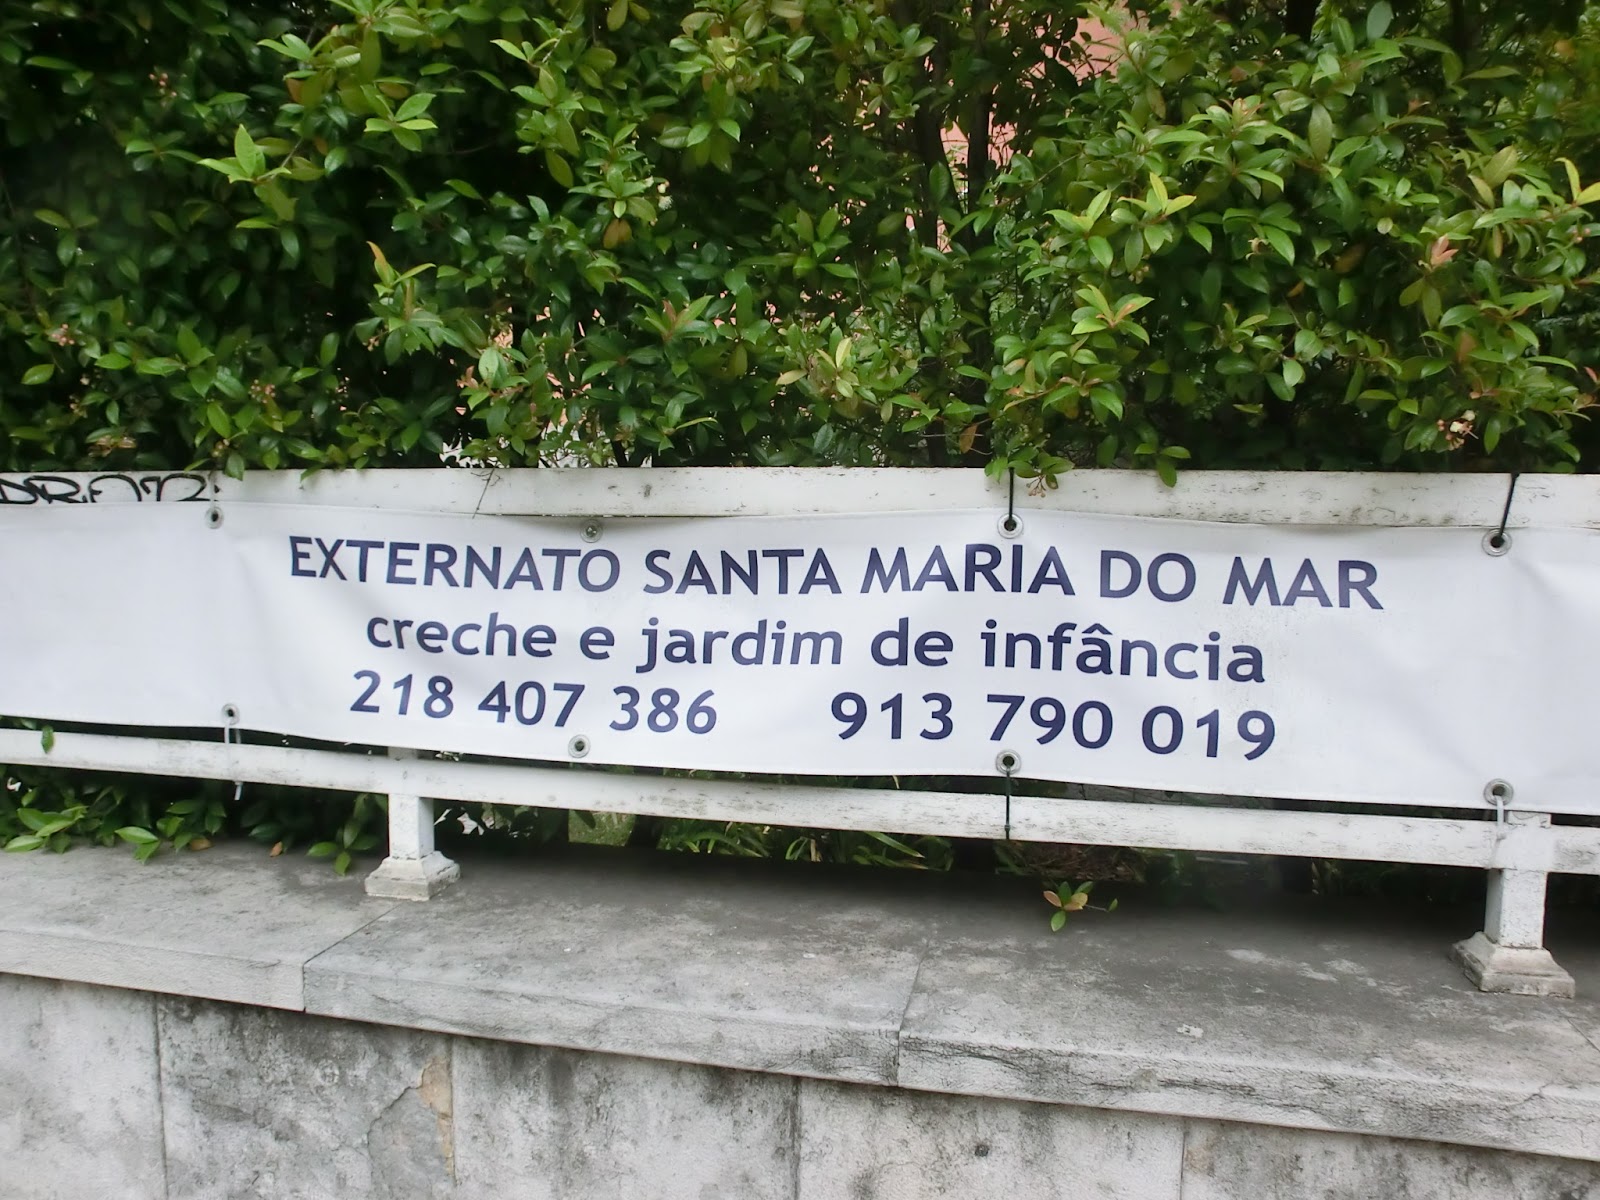 EXTERNATO SANTA MARIA DO MAR
creche e jardim de infância
218 407 386 913 790 019